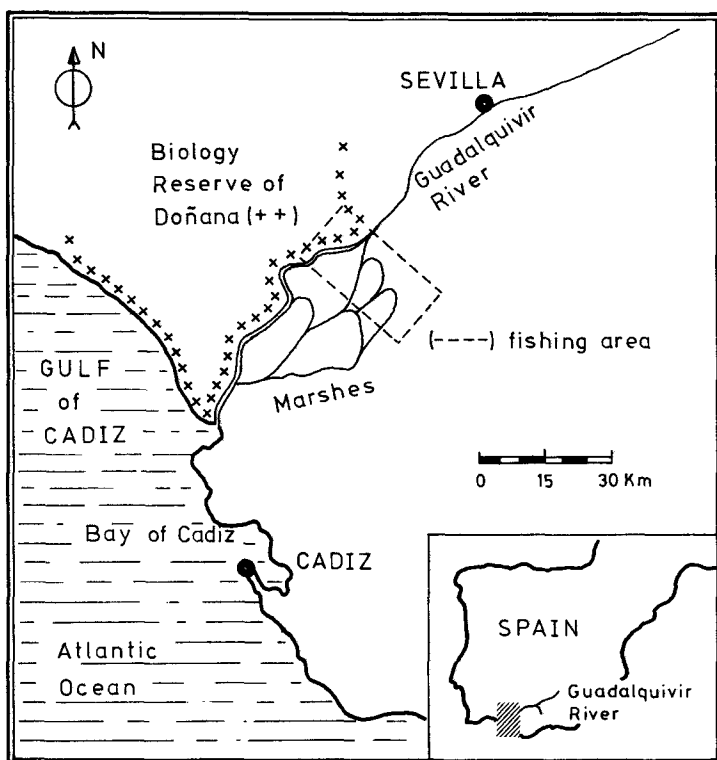 N
SEVILLA
Guadalquivir
River
Biology
Reserve of
Doñana (++)
(----) fishing area
Marshes
GULF
of
CADIZ
0 15 30 Km
Bay of Cadiz
CADIZ
Atlantic
Ocean
SPAIN
Guadalquivir
River